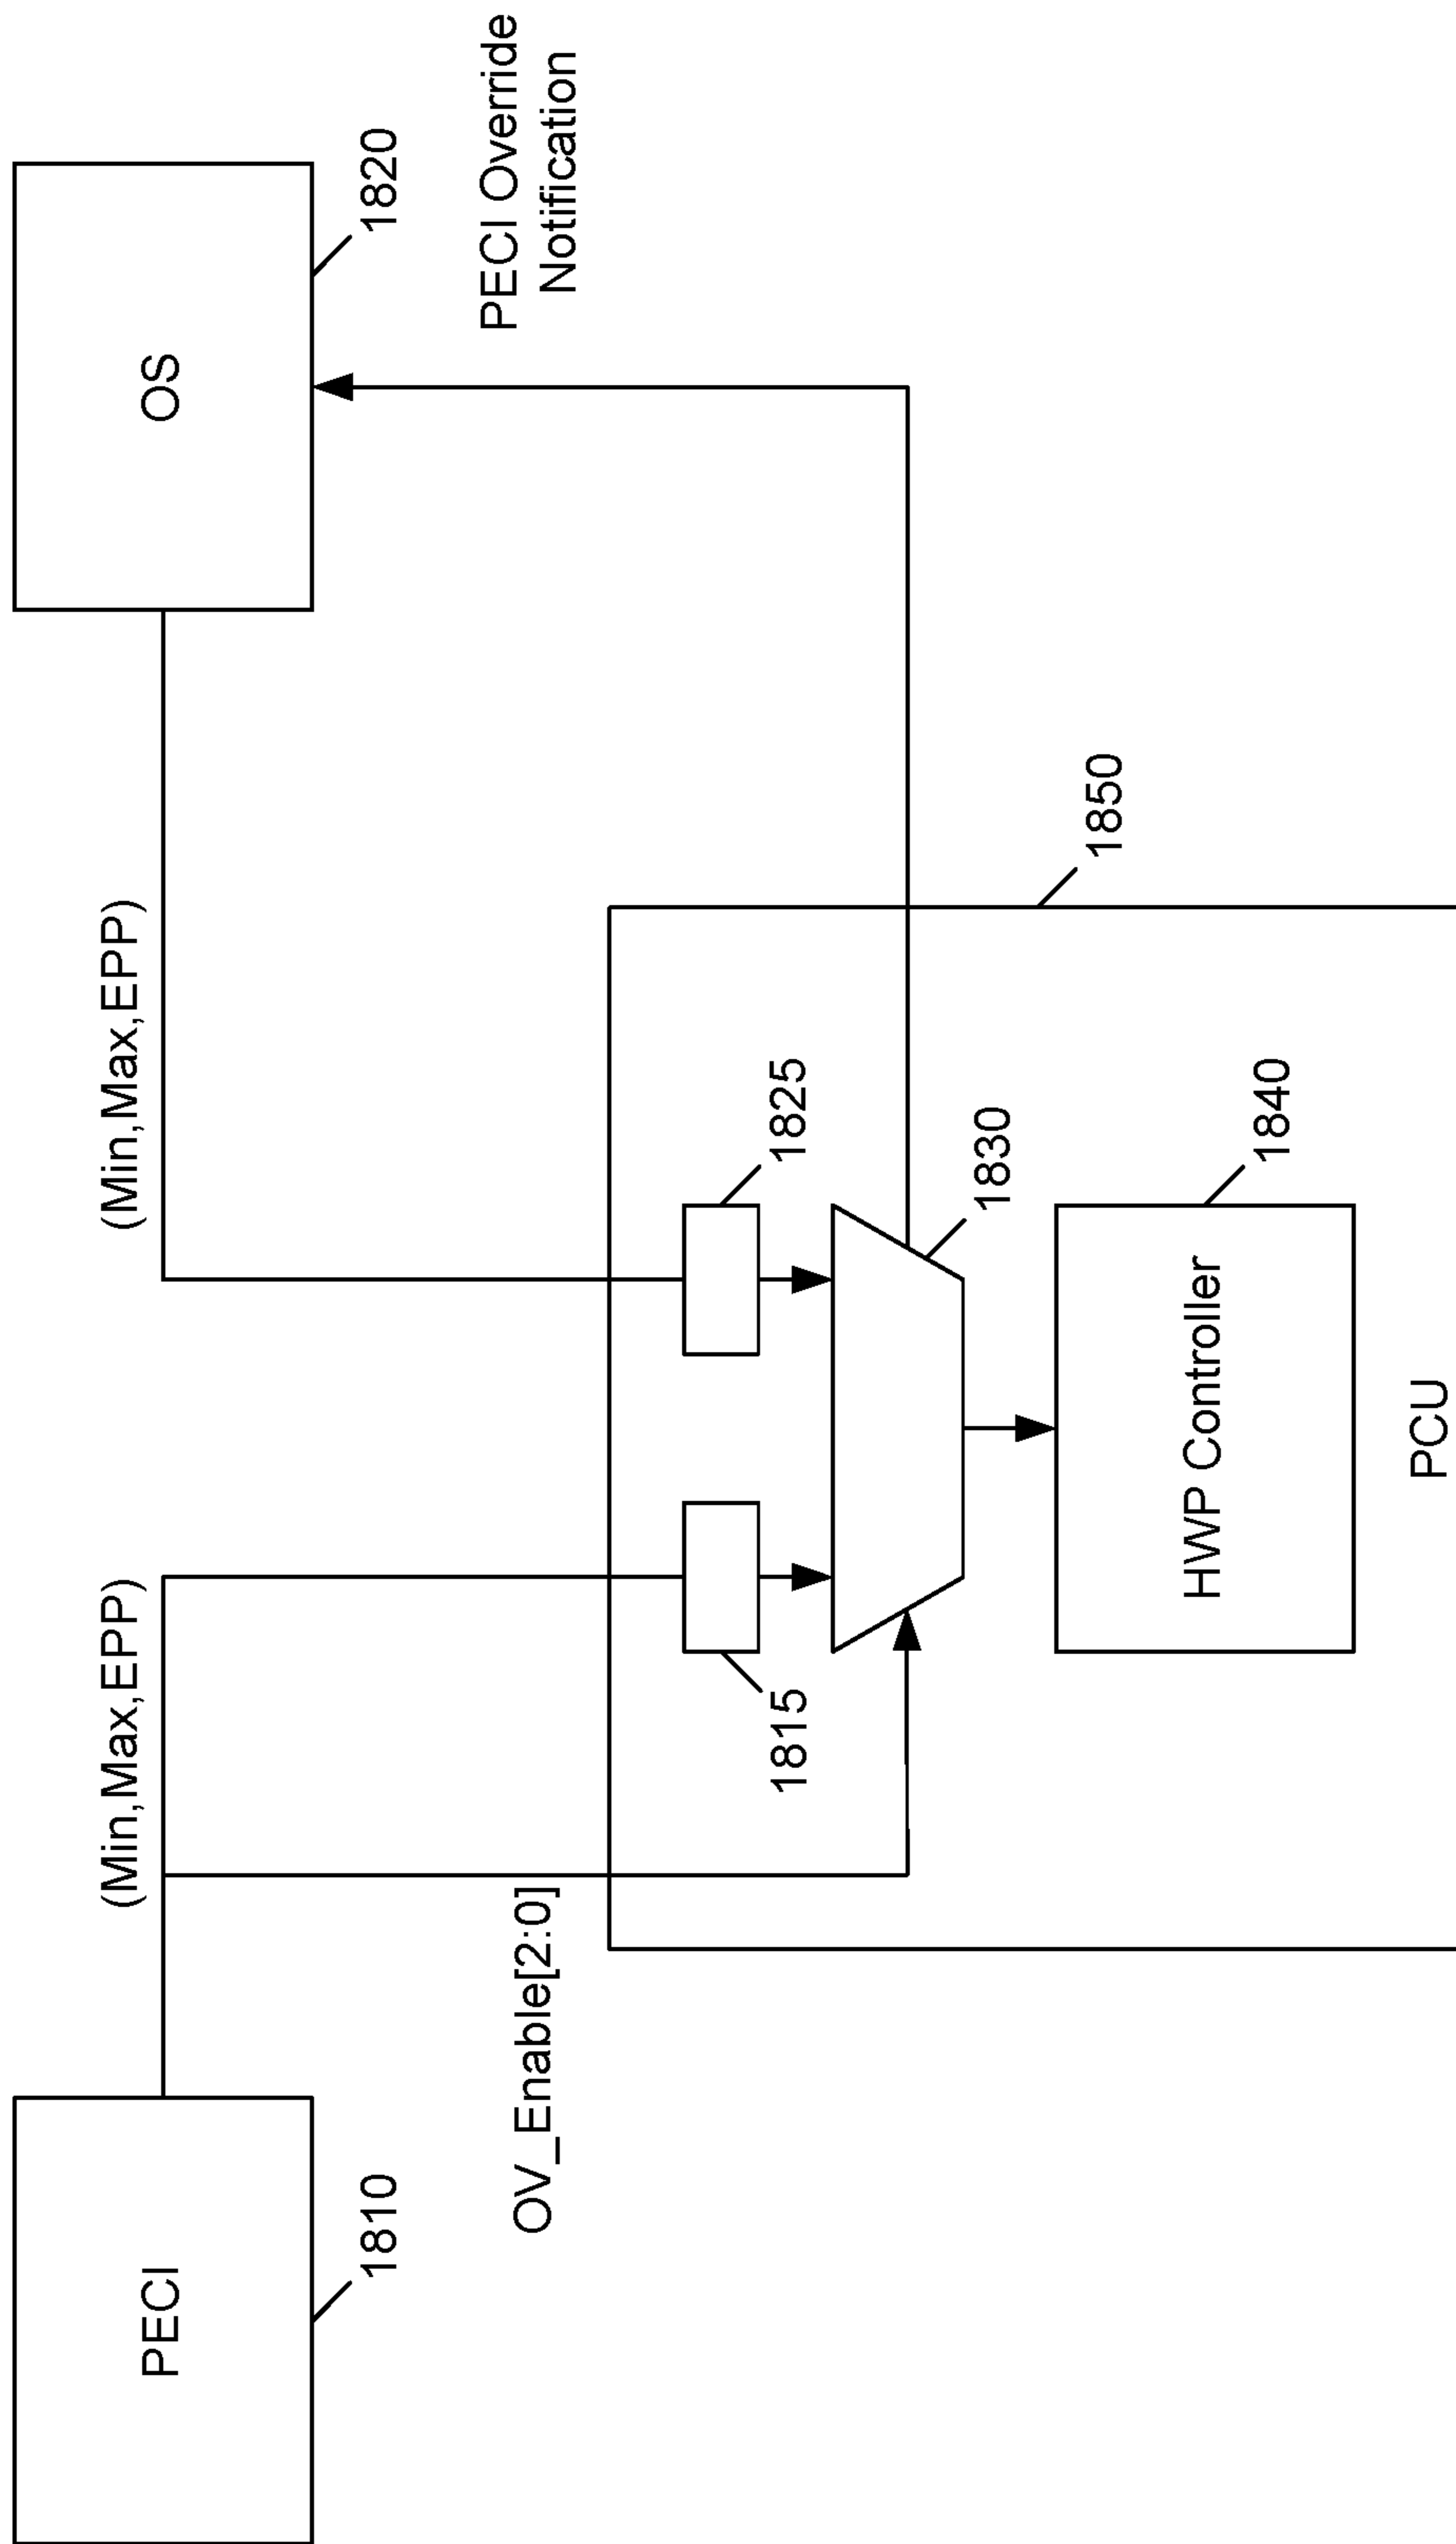 PECI
1810
(Min,Max,EPP)
OV_Enable[2:0]
(Min,Max,EPP)
OS
1820
PECI Override
Notification
1815
1825
1830
HWP Controller
1840
PCU
1850